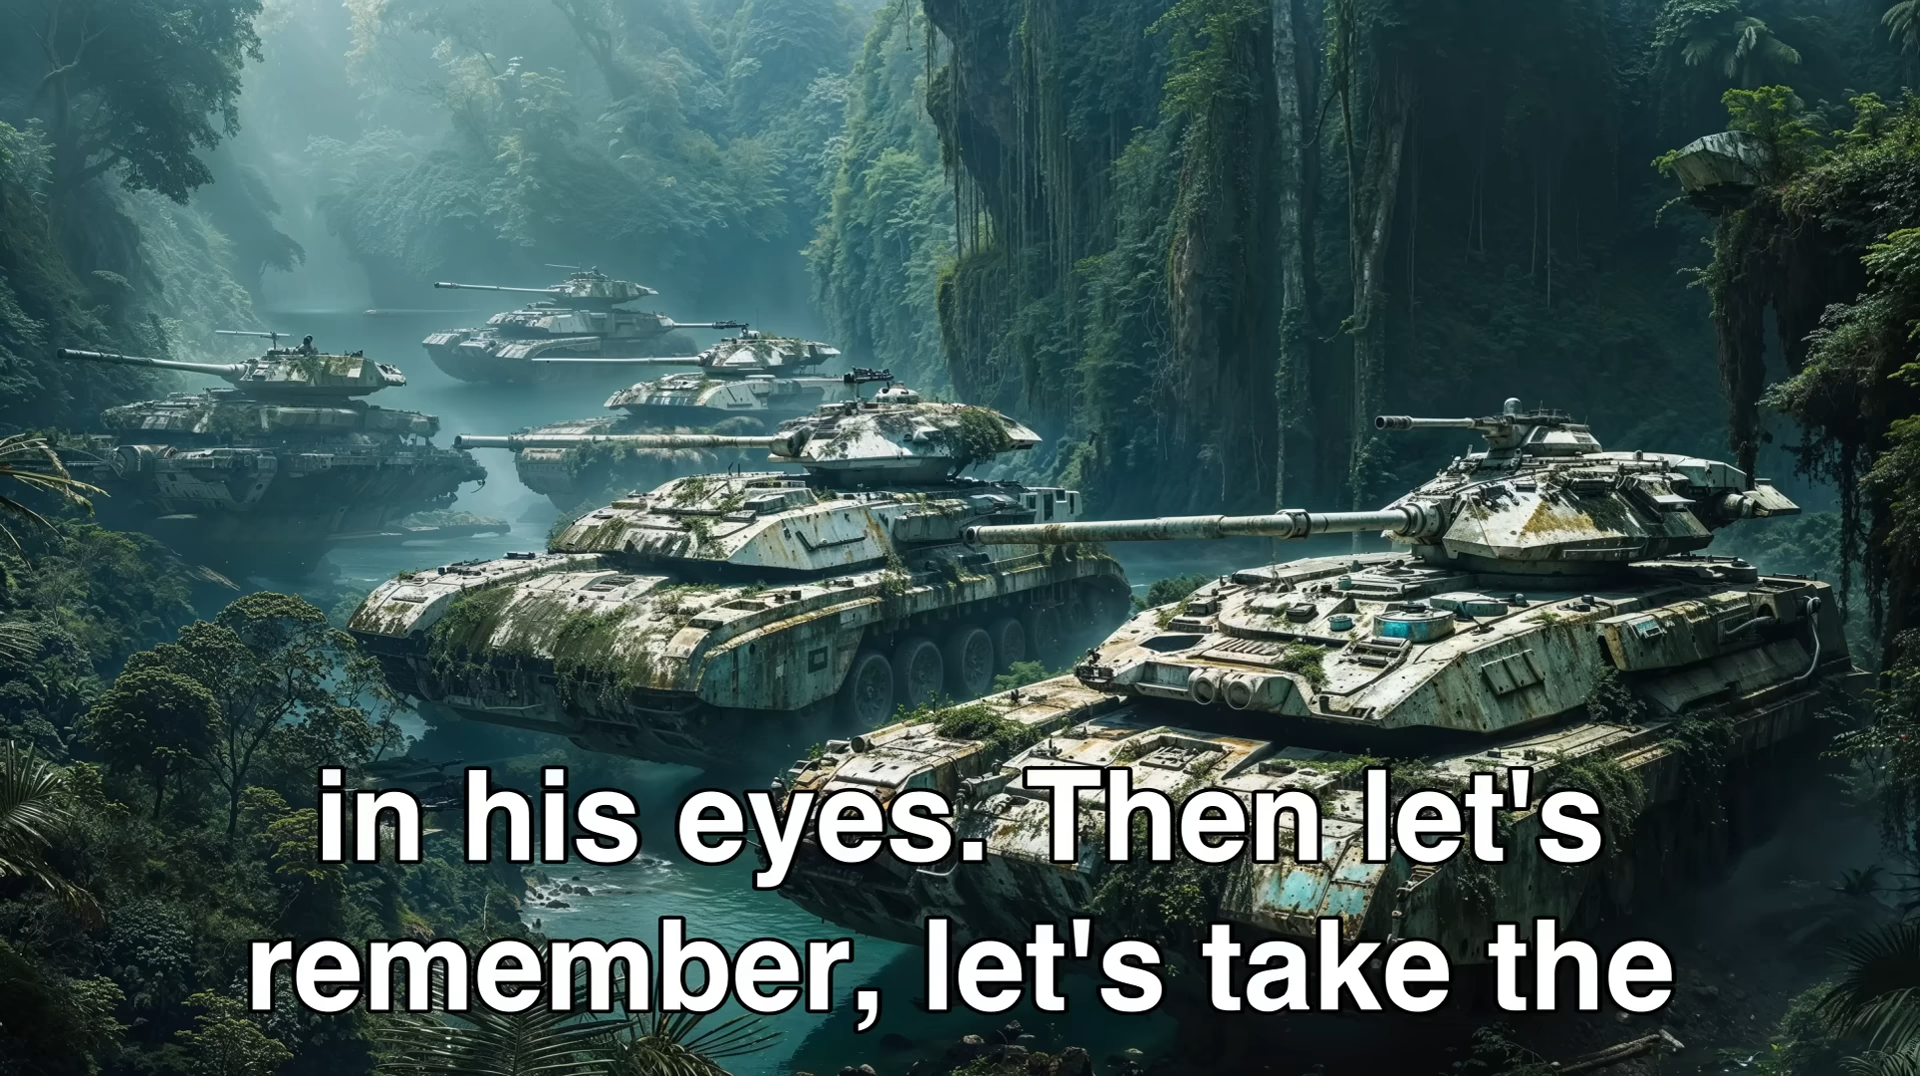 in his eyes. Then let's
remember, let's take the